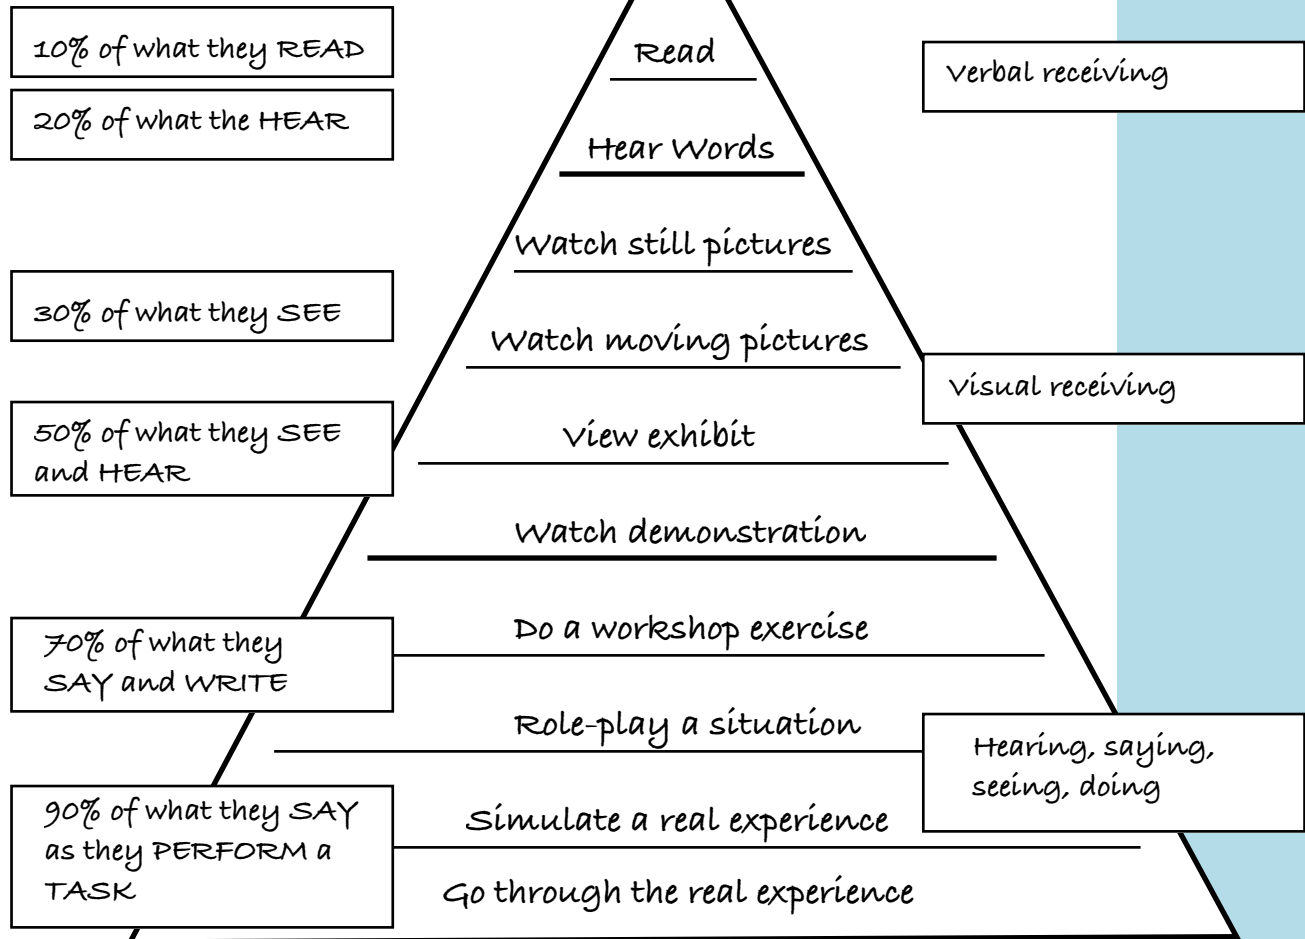 10% of what they READ
Read
Verbal receiving
20% of what the HEAR
Hear Words
Watch still pictures
30% of what they SEE
Watch moving pictures
Visual receiving
50% of what they SEE
and HEAR
View exhibit
Watch demonstration
70% of what they
SAY and WRITE
Do a workshop exercise
Role-play a situation
Hearing, saying,
seeing, doing
90% of what they SAY
as they PERFORM a
TASK
Simulate a real experience
Go through the real experience